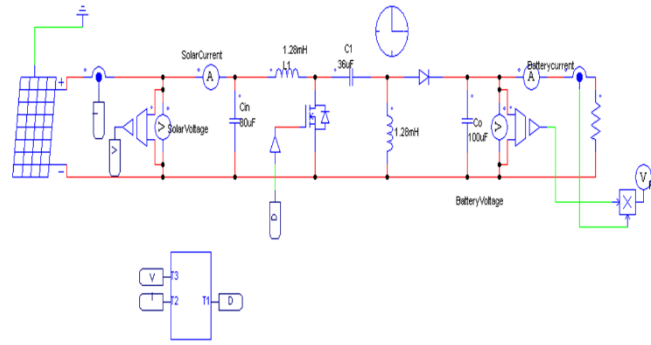 SolarCurrent
A
1.28mH
L1
C1
36uF
Batterycurrent
A
+
I
V
V
SolarVoltage
Cin
80uF
1.28mH
Co
100uF
V
V
D
BatteryVoltage
V
I
T3
T2
T1
D